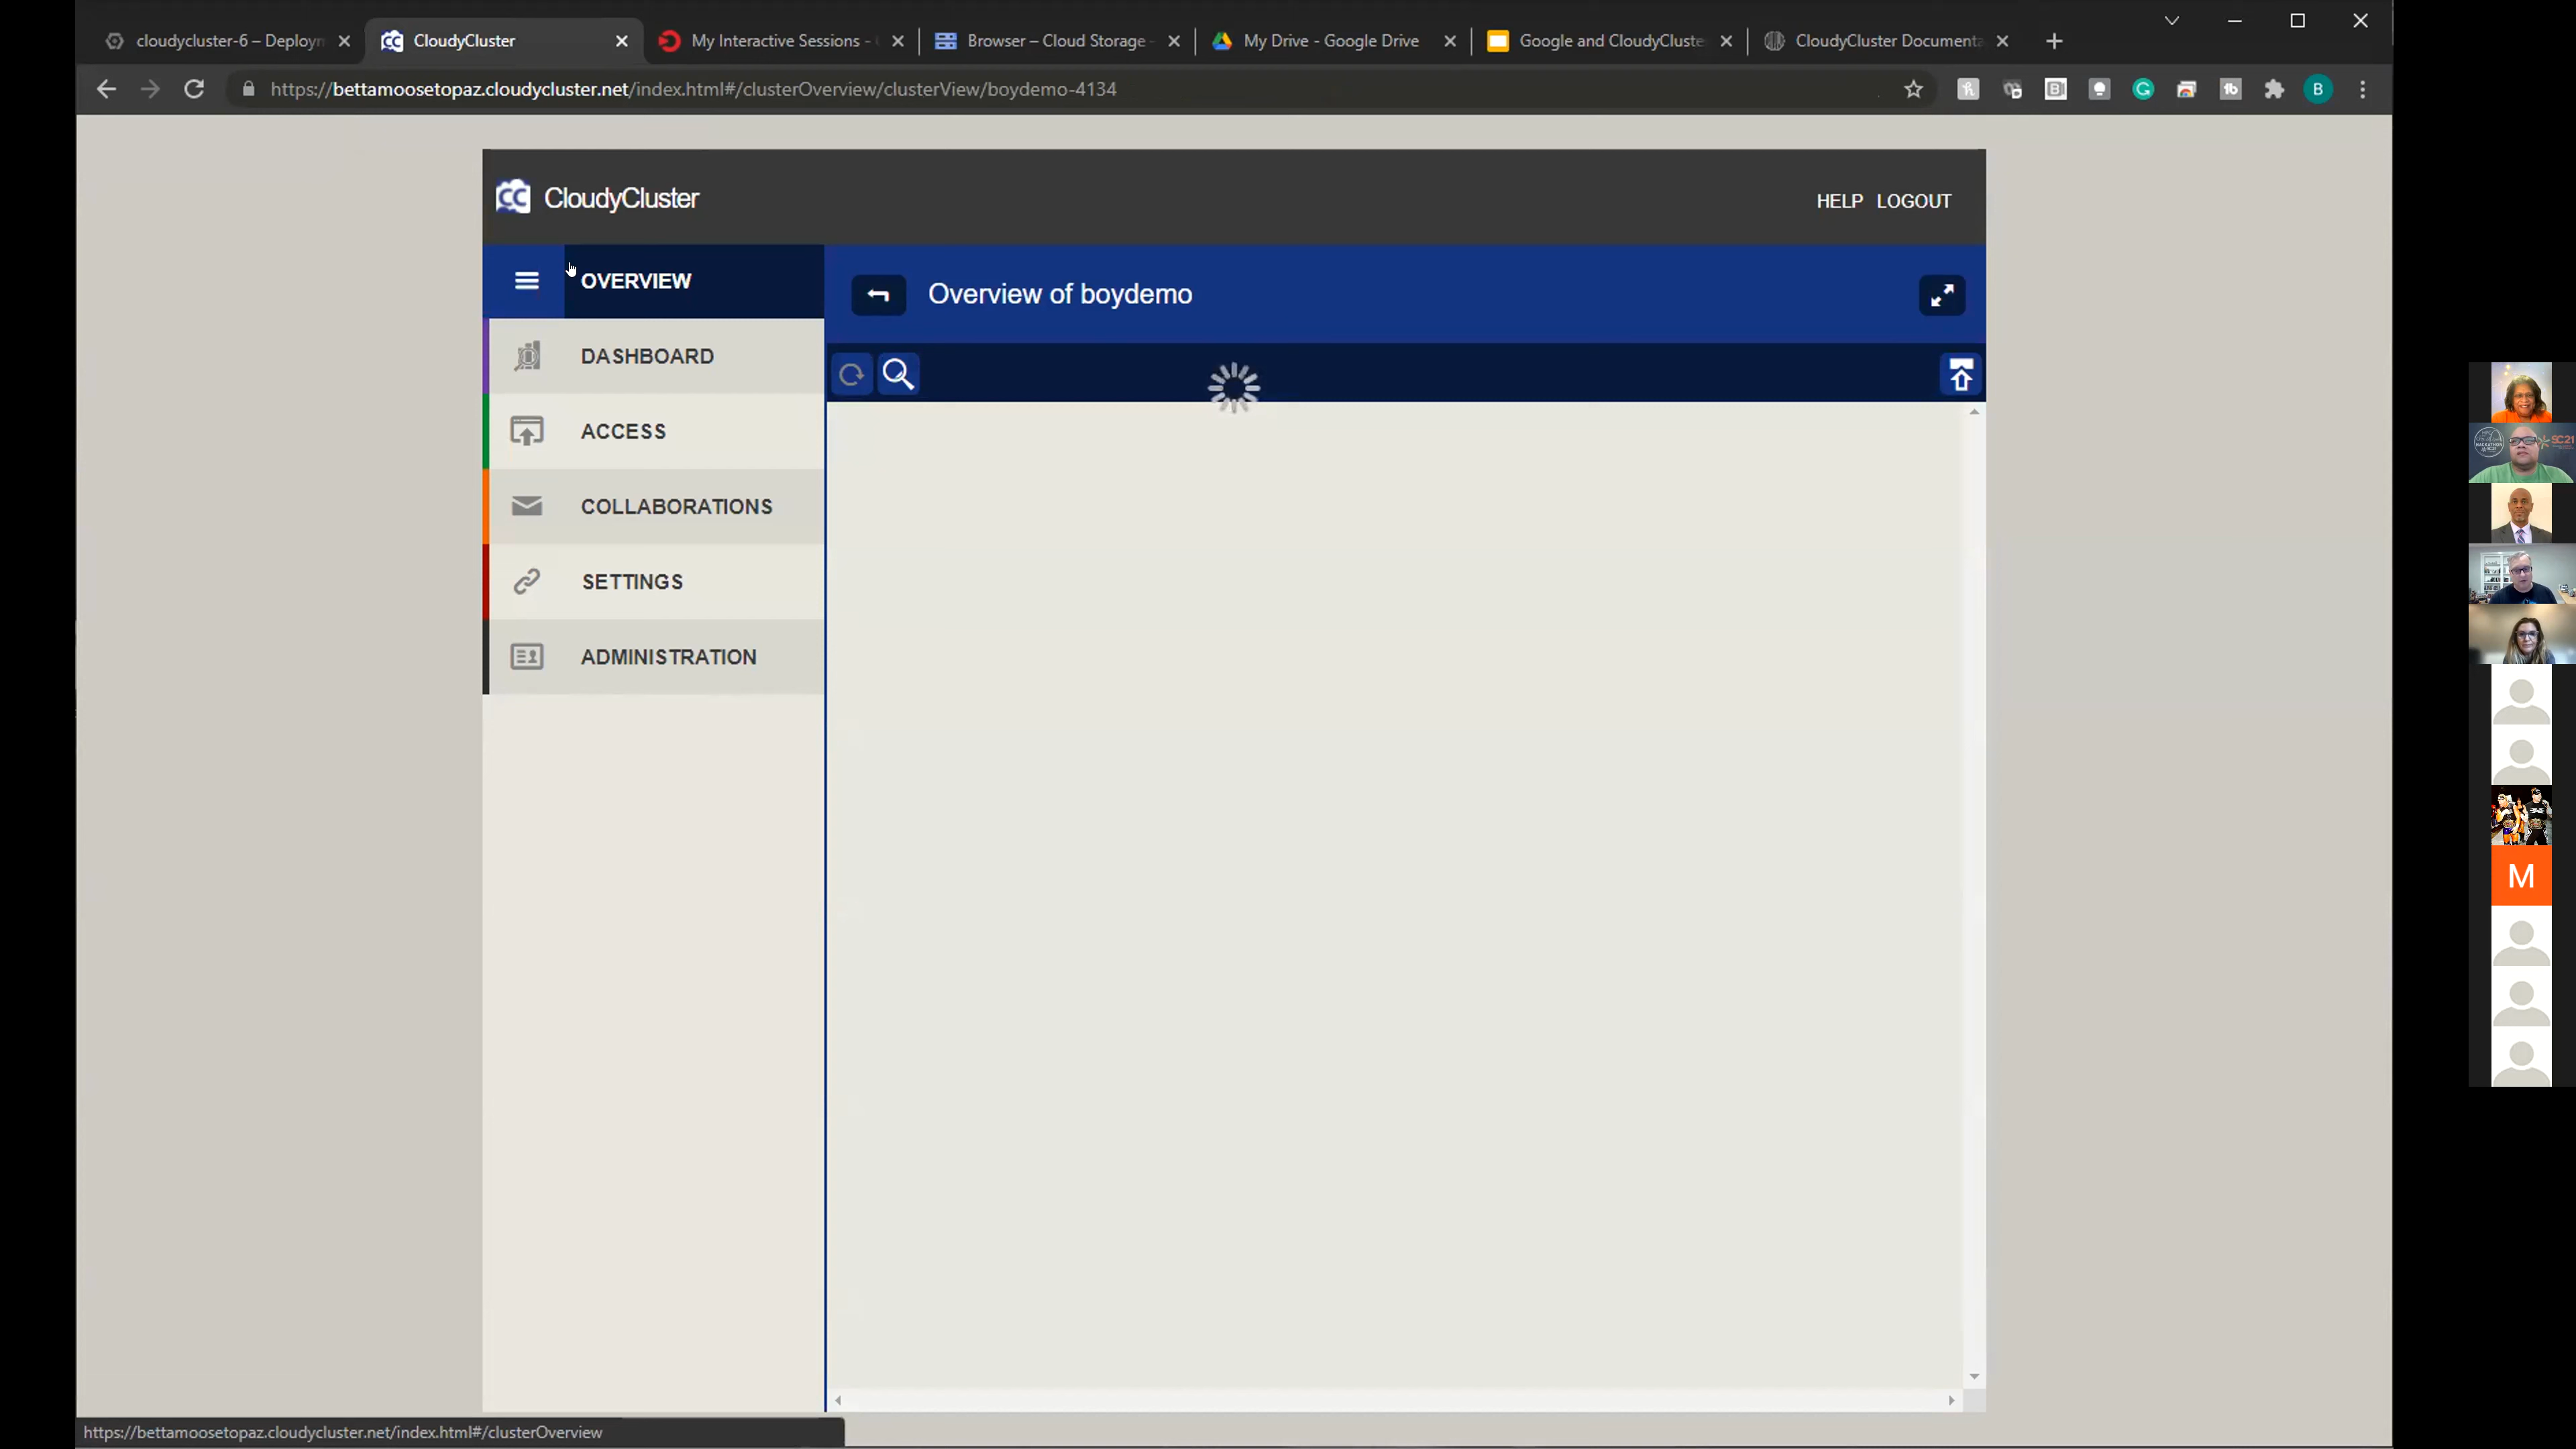 cloudycluster-6 – Deploym
CloudyCluster
My Interactive Sessions -
Browser – Cloud Storage -
My Drive - Google Drive
Google and CloudyCluste
CloudyCluster Documenta
https://bettamoosetopaz.cloudycluster.net/index.html#/clusterOverview/clusterView/boydemo-4134
B
CC CloudyCluster
HELP LOGOUT
OVERVIEW
Overview of boydemo
DASHBOARD
ACCESS
COLLABORATIONS
SETTINGS
ADMINISTRATION
SC21
M
https://bettamoosetopaz.cloudycluster.net/index.html#/clusterOverview